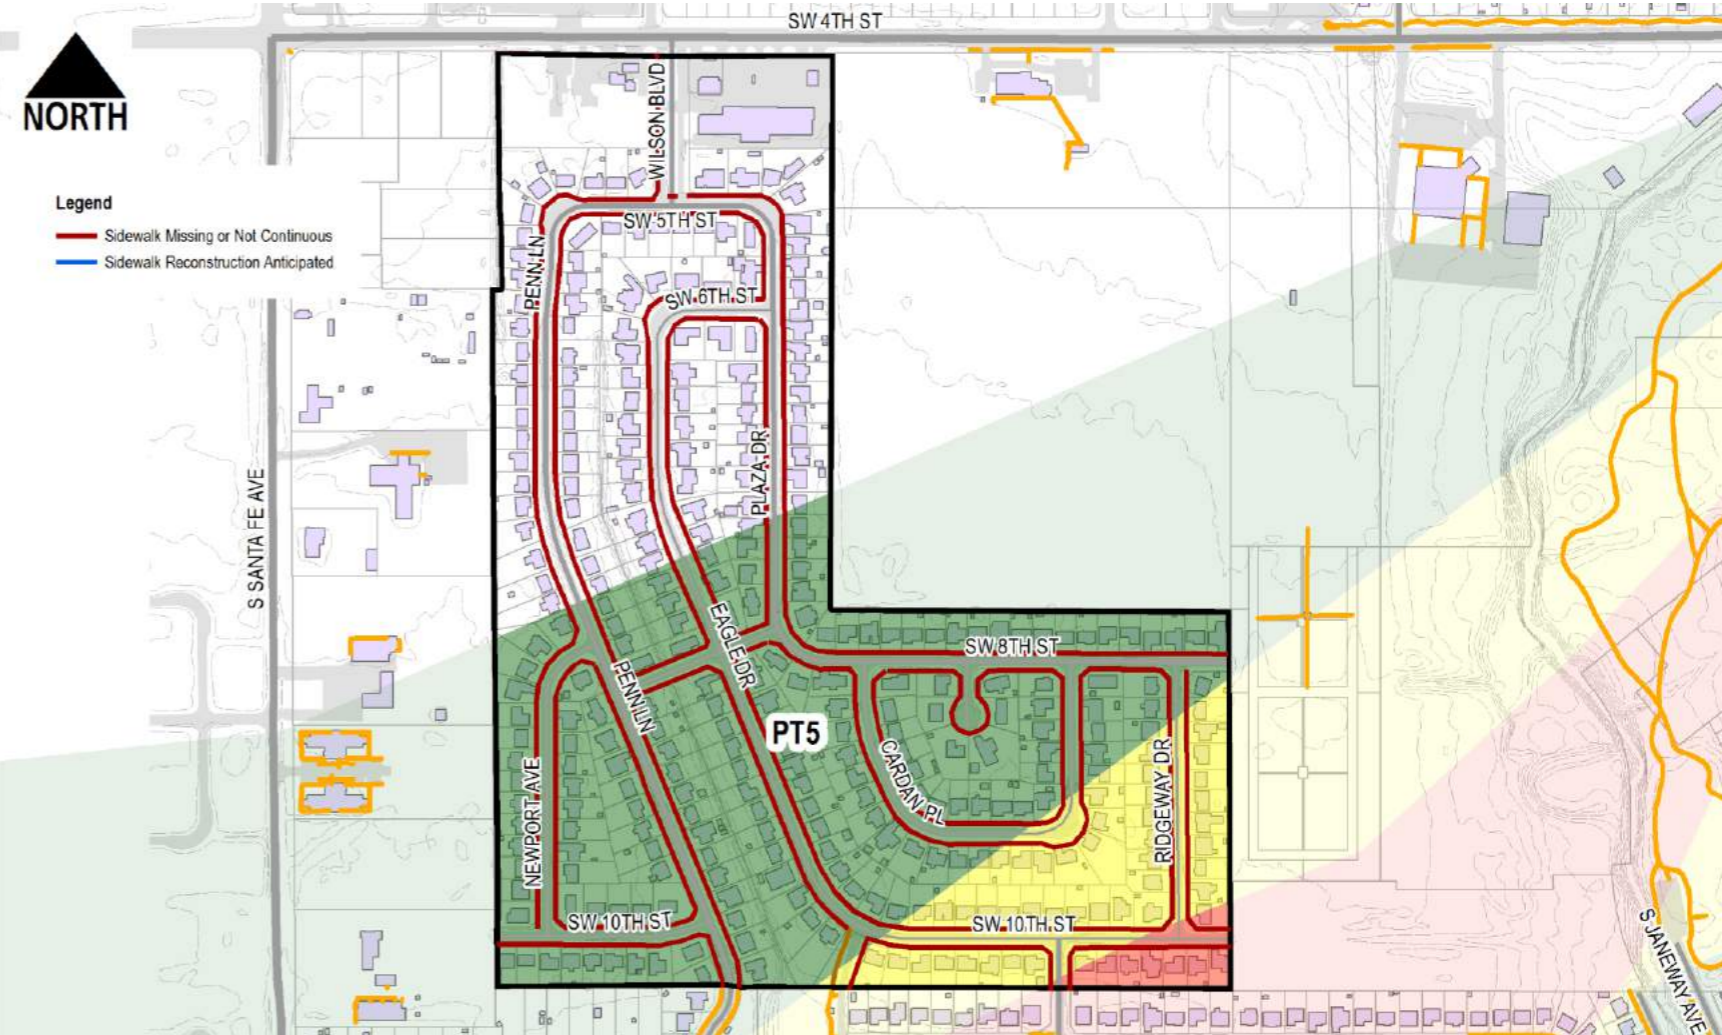 SW 4TH ST
NORTH
WILSON BLVD
Legend
Sidewalk Missing or Not Continuous
Sidewalk Reconstruction Anticipated
SW 5TH ST
PENN LN
SW 6TH ST
PLAZA DR
S SANTA FE AVE
EAGLE DR
SW 8TH ST
PENN LN
PT5
CARDAN PL
RIDGEWAY DR
NEWPORT AVE
SW 10TH ST
SW 10TH ST
S JANEWAY AVE